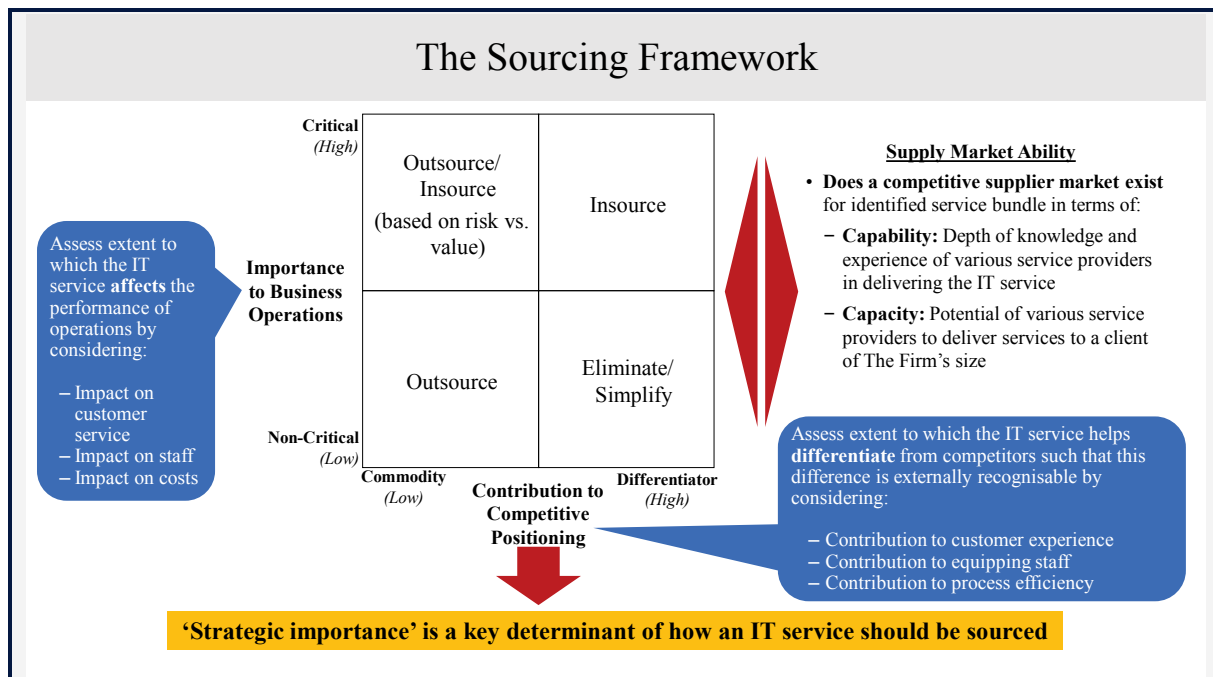 The Sourcing Framework
Critical
(High)
Outsource/
Insource
(based on risk vs.
value)
Insource
Outsource
Eliminate/
Simplify
Importance
to Business
Operations
Non-Critical
(Low)
Commodity
(Low)
Contribution to
Competitive
Positioning
Differentiator
(High)
Assess extent to
which the IT
service affects the
performance of
operations by
considering:
– Impact on
customer
service
– Impact on staff
– Impact on costs
Supply Market Ability
• Does a competitive supplier market exist
for identified service bundle in terms of:
– Capability: Depth of knowledge and
experience of various service providers
in delivering the IT service
– Capacity: Potential of various service
providers to deliver services to a client
of The Firm’s size
Assess extent to which the IT service helps
differentiate from competitors such that this
difference is externally recognisable by
considering:
– Contribution to customer experience
– Contribution to equipping staff
– Contribution to process efficiency
‘Strategic importance’ is a key determinant of how an IT service should be sourced